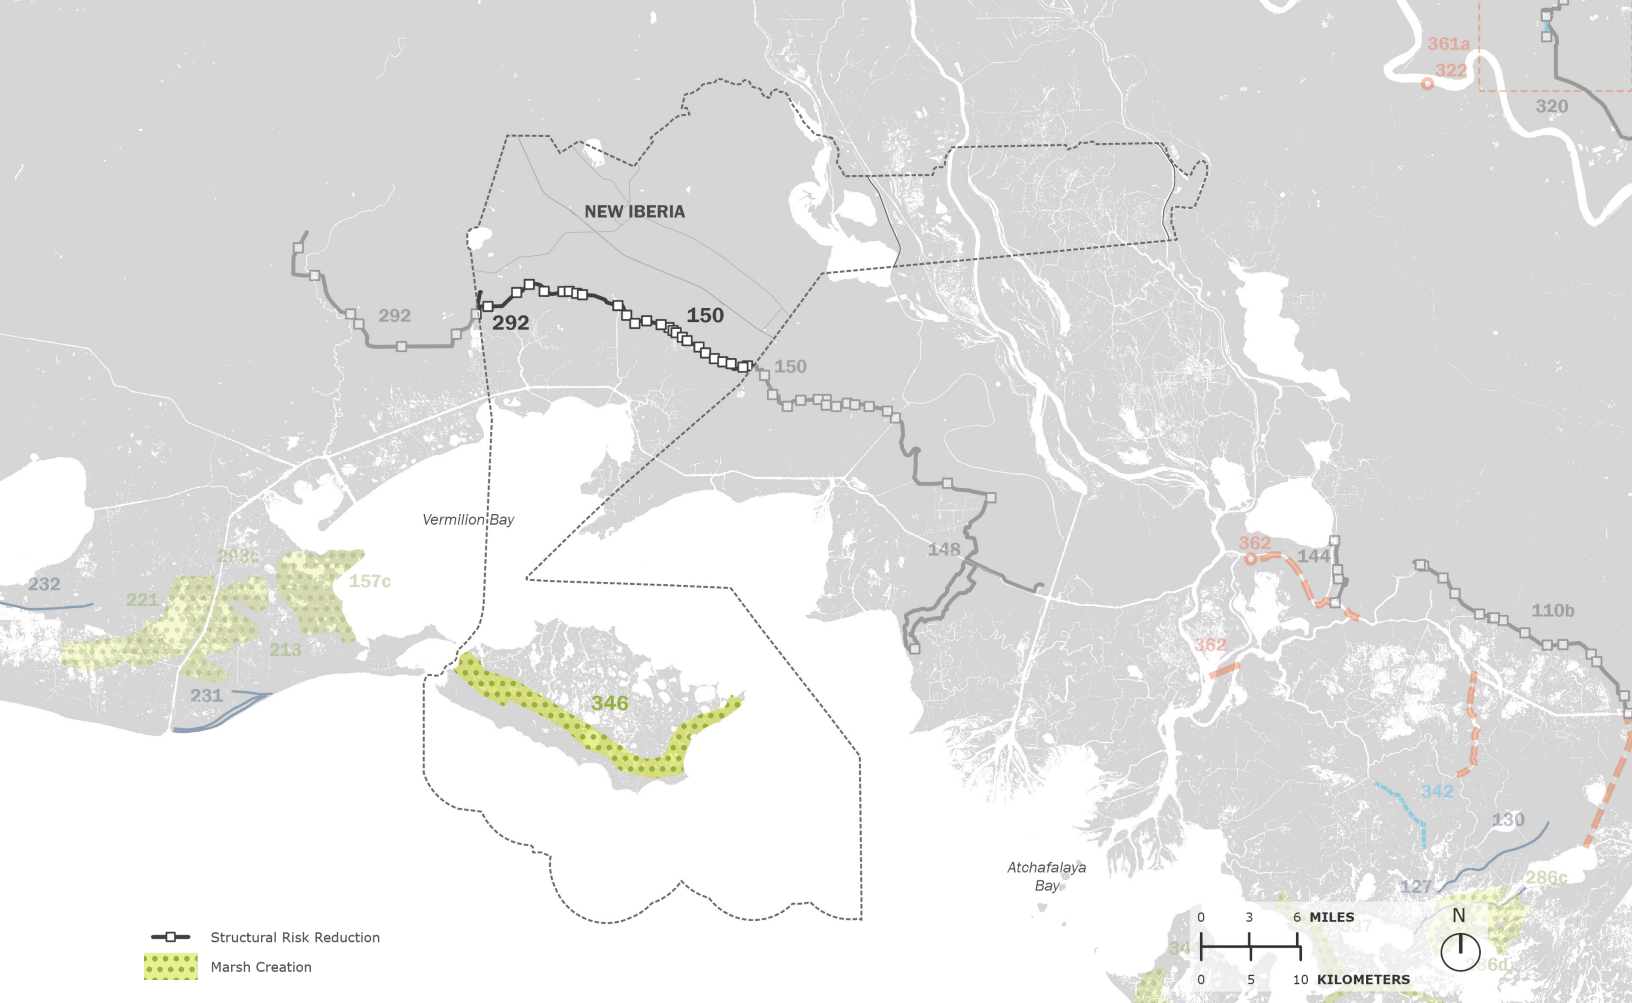 361a
322
320
NEW IBERIA
292
292
150
150
148
362
144
293c
232
221
157c
110b
213
362
231
346
342
130
Vermilion Bay
Atchafalaya
Bay
127
286c
337
Structural Risk Reduction
Marsh Creation
0 3 6 MILES
0 5 10 KILOMETERS
N